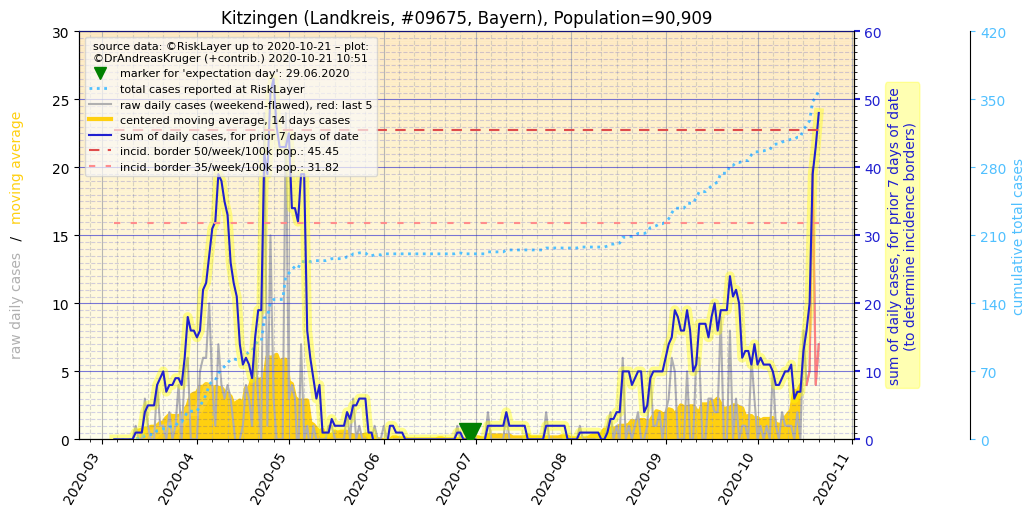 Kitzingen (Landkreis, #09675, Bayern), Population=90,909
source data: ©RiskLayer up to 2020-10-21 – plot:
©DrAndreasKruger (+contrib.) 2020-10-21 10:51
marker for 'expectation day': 29.06.2020
total cases reported at RiskLayer
raw daily cases (weekend-flawed), red: last 5
centered moving average, 14 days cases
sum of daily cases, for prior 7 days of date
incid. border 50/week/100k pop.: 45.45
incid. border 35/week/100k pop.: 31.82
raw daily cases / moving average
30
25
20
15
10
5
0
60
50
40
30
20
10
0
sum of daily cases, for prior 7 days of date
(to determine incidence borders)
420
350
280
210
140
70
0
cumulative total cases
2020-03
2020-04
2020-05
2020-06
2020-07
2020-08
2020-09
2020-10
2020-11